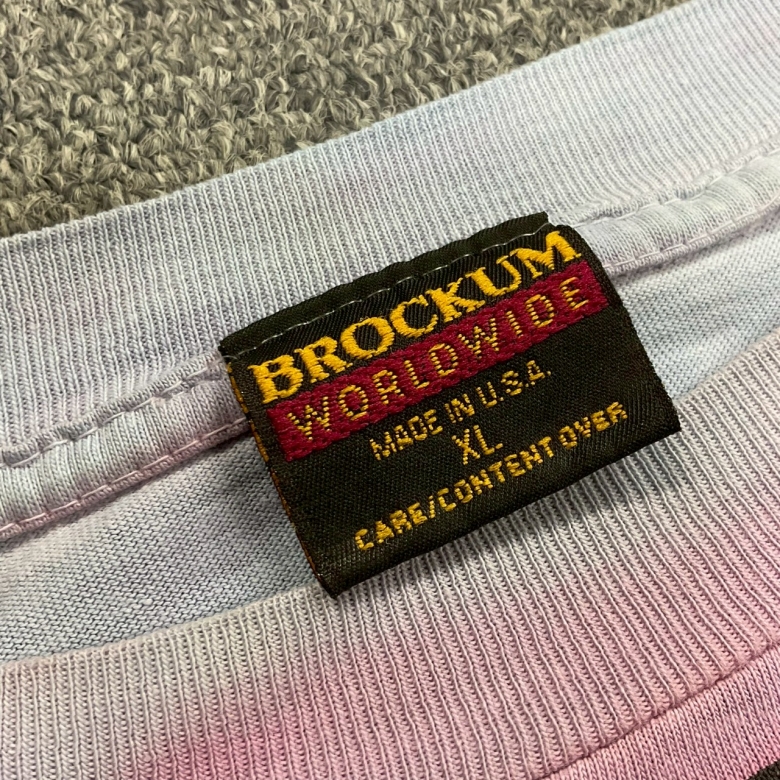 BROCKUM
WORLDWIDE
MADE IN U.S.A.
XL
CARE/CONTENT OVER